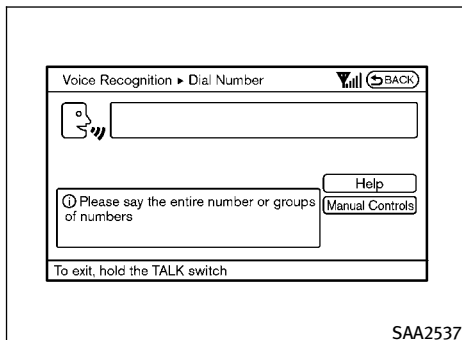 Voice Recognition ▸ Dial Number
BACK
Help
Manual Controls
Please say the entire number or groups
of numbers
To exit, hold the TALK switch
SAA2537